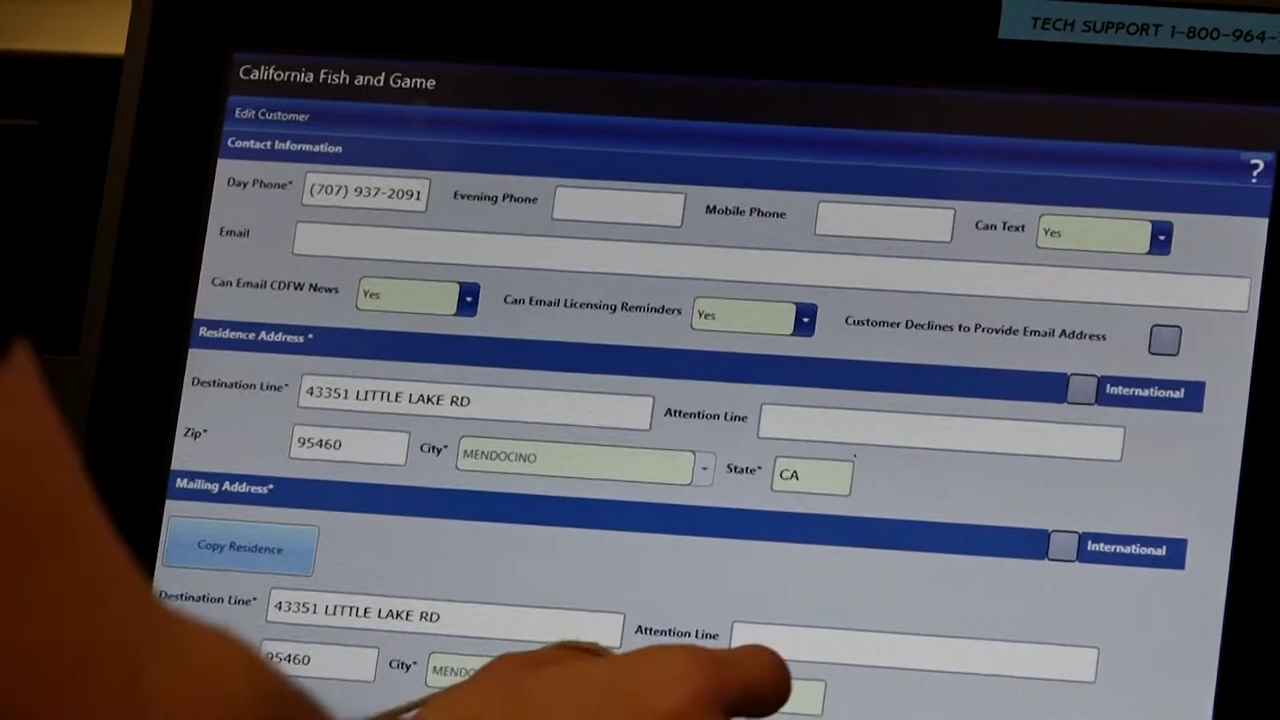 TECH SUPPORT 1-800-964-
California Fish and Game
Edit Customer
Contact Information
?
Day Phone* (707) 937-2091 Evening Phone Mobile Phone Can Text Yes
Email
Can Email CDFW News Yes Can Email Licensing Reminders Yes Customer Declines to Provide Email Address
Residence Address * International
Destination Line* 43351 LITTLE LAKE RD Attention Line
Zip* 95460 City* MENDOCINO State* CA
Mailing Address* International
Copy Residence
Destination Line* 43351 LITTLE LAKE RD Attention Line
95460 City* MENDO